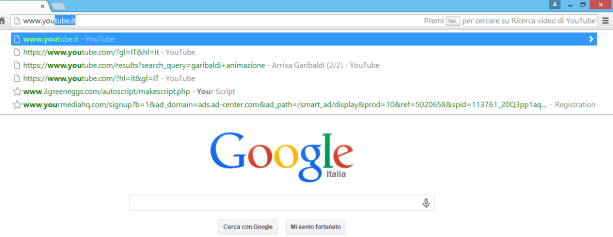 www.youtube.it Premi Tab per cercare su Ricerca video di YouTube
www.youtube.it - YouTube
https://www.youtube.com/?gl=IT&hl=it - YouTube
https://www.youtube.com/results?search_query=garibaldi+animazione - Arriva Garibaldi (2/2) - YouTube
https://www.youtube.com/?hl=it&gl=IT - YouTube
www.3greeneggs.com/autoscript/makescript.php - Your Script
www.yourmediahq.com/signup?b=1&ad_domain=ads.ad-center.com&ad_path=/smart_ad/display&prod=10&ref=5020658&spid=113761_20Q3pp1aq... - Registration
Google
Italia
Cerca con Google Mi sento fortunato